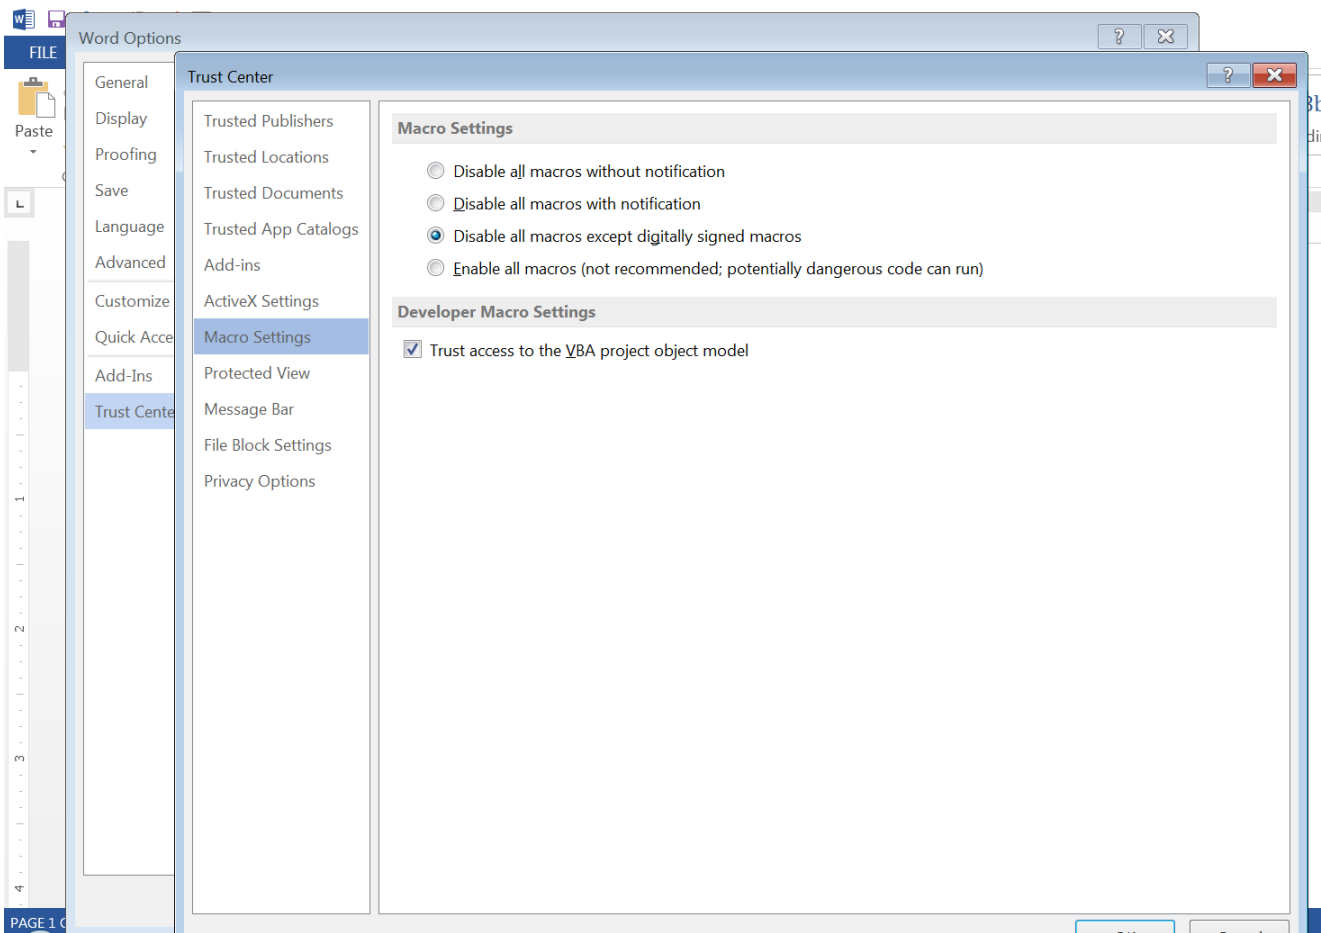 Word Options
FILE
Trust Center
General
Display
Proofing
Save
Language
Advanced
Customize
Quick Acce
Add-Ins
Trust Cente
Paste
Trusted Publishers
Trusted Locations
Trusted Documents
Trusted App Catalogs
Add-ins
ActiveX Settings
Macro Settings
Protected View
Message Bar
File Block Settings
Privacy Options
Macro Settings
Disable all macros without notification
Disable all macros with notification
Disable all macros except digitally signed macros
Enable all macros (not recommended; potentially dangerous code can run)
Developer Macro Settings
Trust access to the VBA project object model
1
2
3
4
PAGE 1